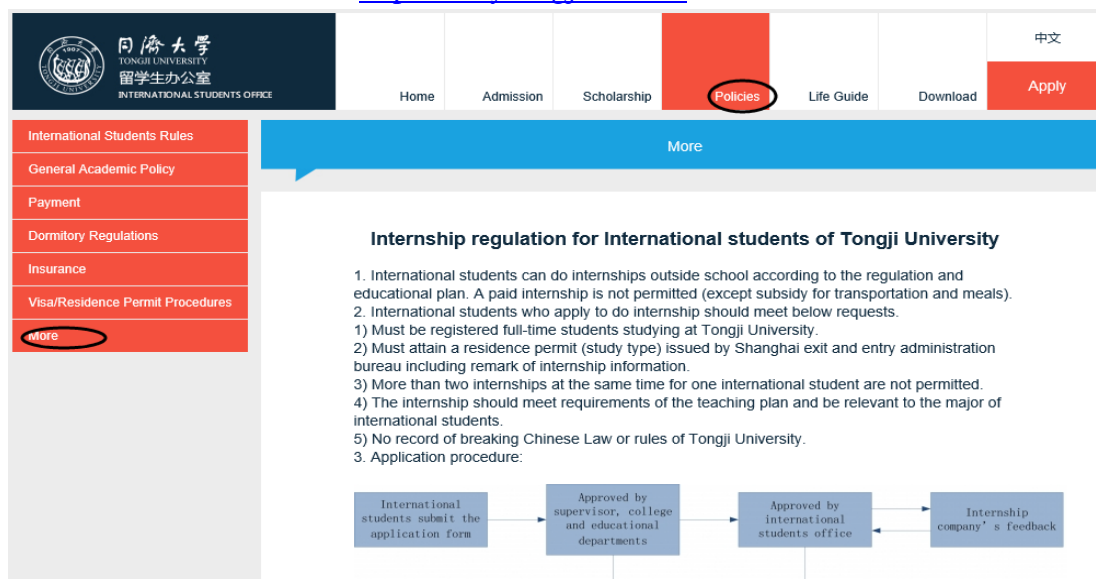 同济大学
TONGJI UNIVERSITY
留学生办公室
INTERNATIONAL STUDENTS OFFICE
1907
Home
Admission
Scholarship
Policies
Life Guide
Download
中文
Apply
International Students Rules
General Academic Policy
Payment
Dormitory Regulations
Insurance
Visa/Residence Permit Procedures
More
More
Internship regulation for International students of Tongji University
1. International students can do internships outside school according to the regulation and
educational plan. A paid internship is not permitted (except subsidy for transportation and meals).
2. International students who apply to do internship should meet below requests.
1) Must be registered full-time students studying at Tongji University.
2) Must attain a residence permit (study type) issued by Shanghai exit and entry administration
bureau including remark of internship information.
3) More than two internships at the same time for one international student are not permitted.
4) The internship should meet requirements of the teaching plan and be relevant to the major of
international students.
5) No record of breaking Chinese Law or rules of Tongji University.
3. Application procedure:
International
students submit the
application form
Approved by
supervisor, college
and educational
departments
Approved by
international
students office
Internship
company's feedback